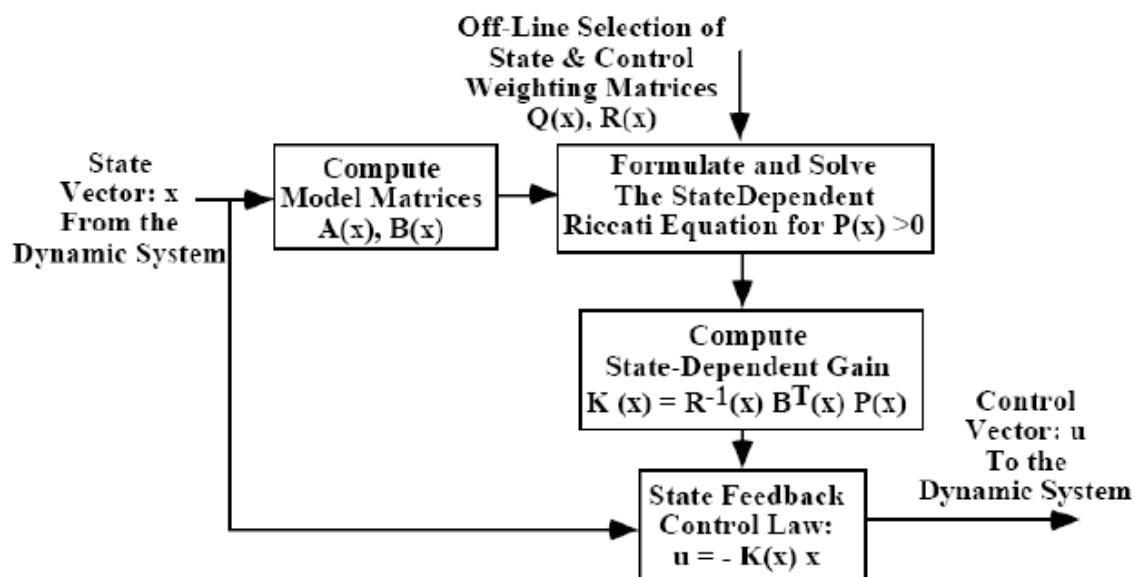 Off-Line Selection of
State & Control
Weighting Matrices
Q(x), R(x)
State
Vector: x
From the
Dynamic System
Compute
Model Matrices
A(x), B(x)
Formulate and Solve
The StateDependent
Riccati Equation for P(x) >0
Compute
State-Dependent Gain
K (x) = R⁻¹(x) Bᵀ(x) P(x)
State Feedback
Control Law:
u = - K(x) x
Control
Vector: u
To the
Dynamic System